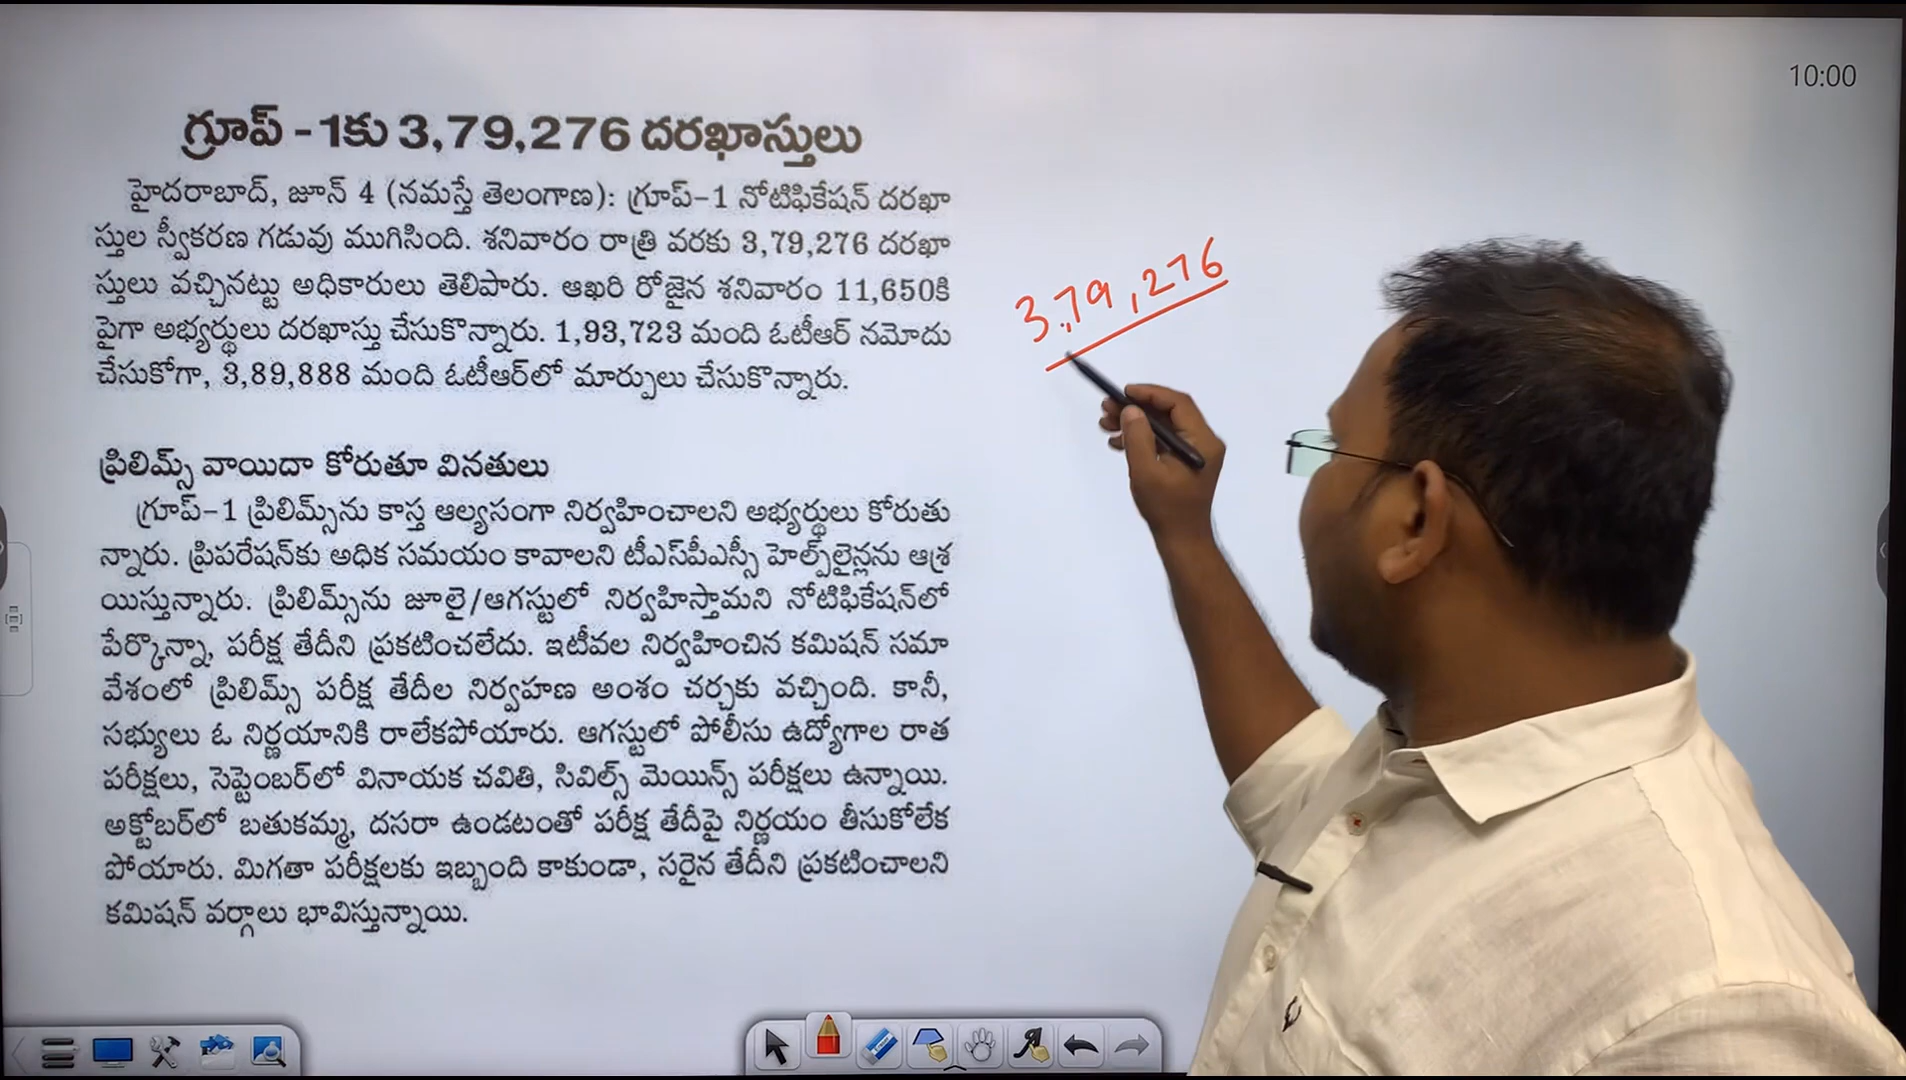 10:00
గ్రూప్ - 1కు 3,79,276 దరఖాస్తులు
హైదరాబాద్, జూన్ 4 (నమస్తే తెలంగాణ): గ్రూప్-1 నోటిఫికేషన్ దరఖా
స్తుల స్వీకరణ గడువు ముగిసింది. శనివారం రాత్రి వరకు 3,79,276 దరఖా
స్తులు వచ్చినట్టు అధికారులు తెలిపారు. ఆఖరి రోజైన శనివారం 11,650కి
పైగా అభ్యర్థులు దరఖాస్తు చేసుకొన్నారు. 1,93,723 మంది ఓటీఆర్ నమోదు
చేసుకోగా, 3,89,888 మంది ఓటీఆర్‌లో మార్పులు చేసుకొన్నారు.
ప్రిలిమ్స్ వాయిదా కోరుతూ వినతులు
గ్రూప్-1 ప్రిలిమ్స్‌ను కాస్త ఆల్యసంగా నిర్వహించాలని అభ్యర్థులు కోరుతు
న్నారు. ప్రిపరేషన్‌కు అధిక సమయం కావాలని టీఎస్‌పీఎస్సీ హెల్ప్‌లైన్లను ఆశ్ర
యిస్తున్నారు. ప్రిలిమ్స్‌ను జూలై/ఆగస్టులో నిర్వహిస్తామని నోటిఫికేషన్‌లో
పేర్కొన్నా, పరీక్ష తేదీని ప్రకటించలేదు. ఇటీవల నిర్వహించిన కమిషన్ సమా
వేశంలో ప్రిలిమ్స్ పరీక్ష తేదీల నిర్వహణ అంశం చర్చకు వచ్చింది. కానీ,
సభ్యులు ఓ నిర్ణయానికి రాలేకపోయారు. ఆగస్టులో పోలీసు ఉద్యోగాల రాత
పరీక్షలు, సెప్టెంబర్‌లో వినాయక చవితి, సివిల్స్ మెయిన్స్ పరీక్షలు ఉన్నాయి.
అక్టోబర్‌లో బతుకమ్మ, దసరా ఉండటంతో పరీక్ష తేదీపై నిర్ణయం తీసుకోలేక
పోయారు. మిగతా పరీక్షలకు ఇబ్బంది కాకుండా, సరైన తేదీని ప్రకటించాలని
కమిషన్ వర్గాలు భావిస్తున్నాయి.
3,79,276